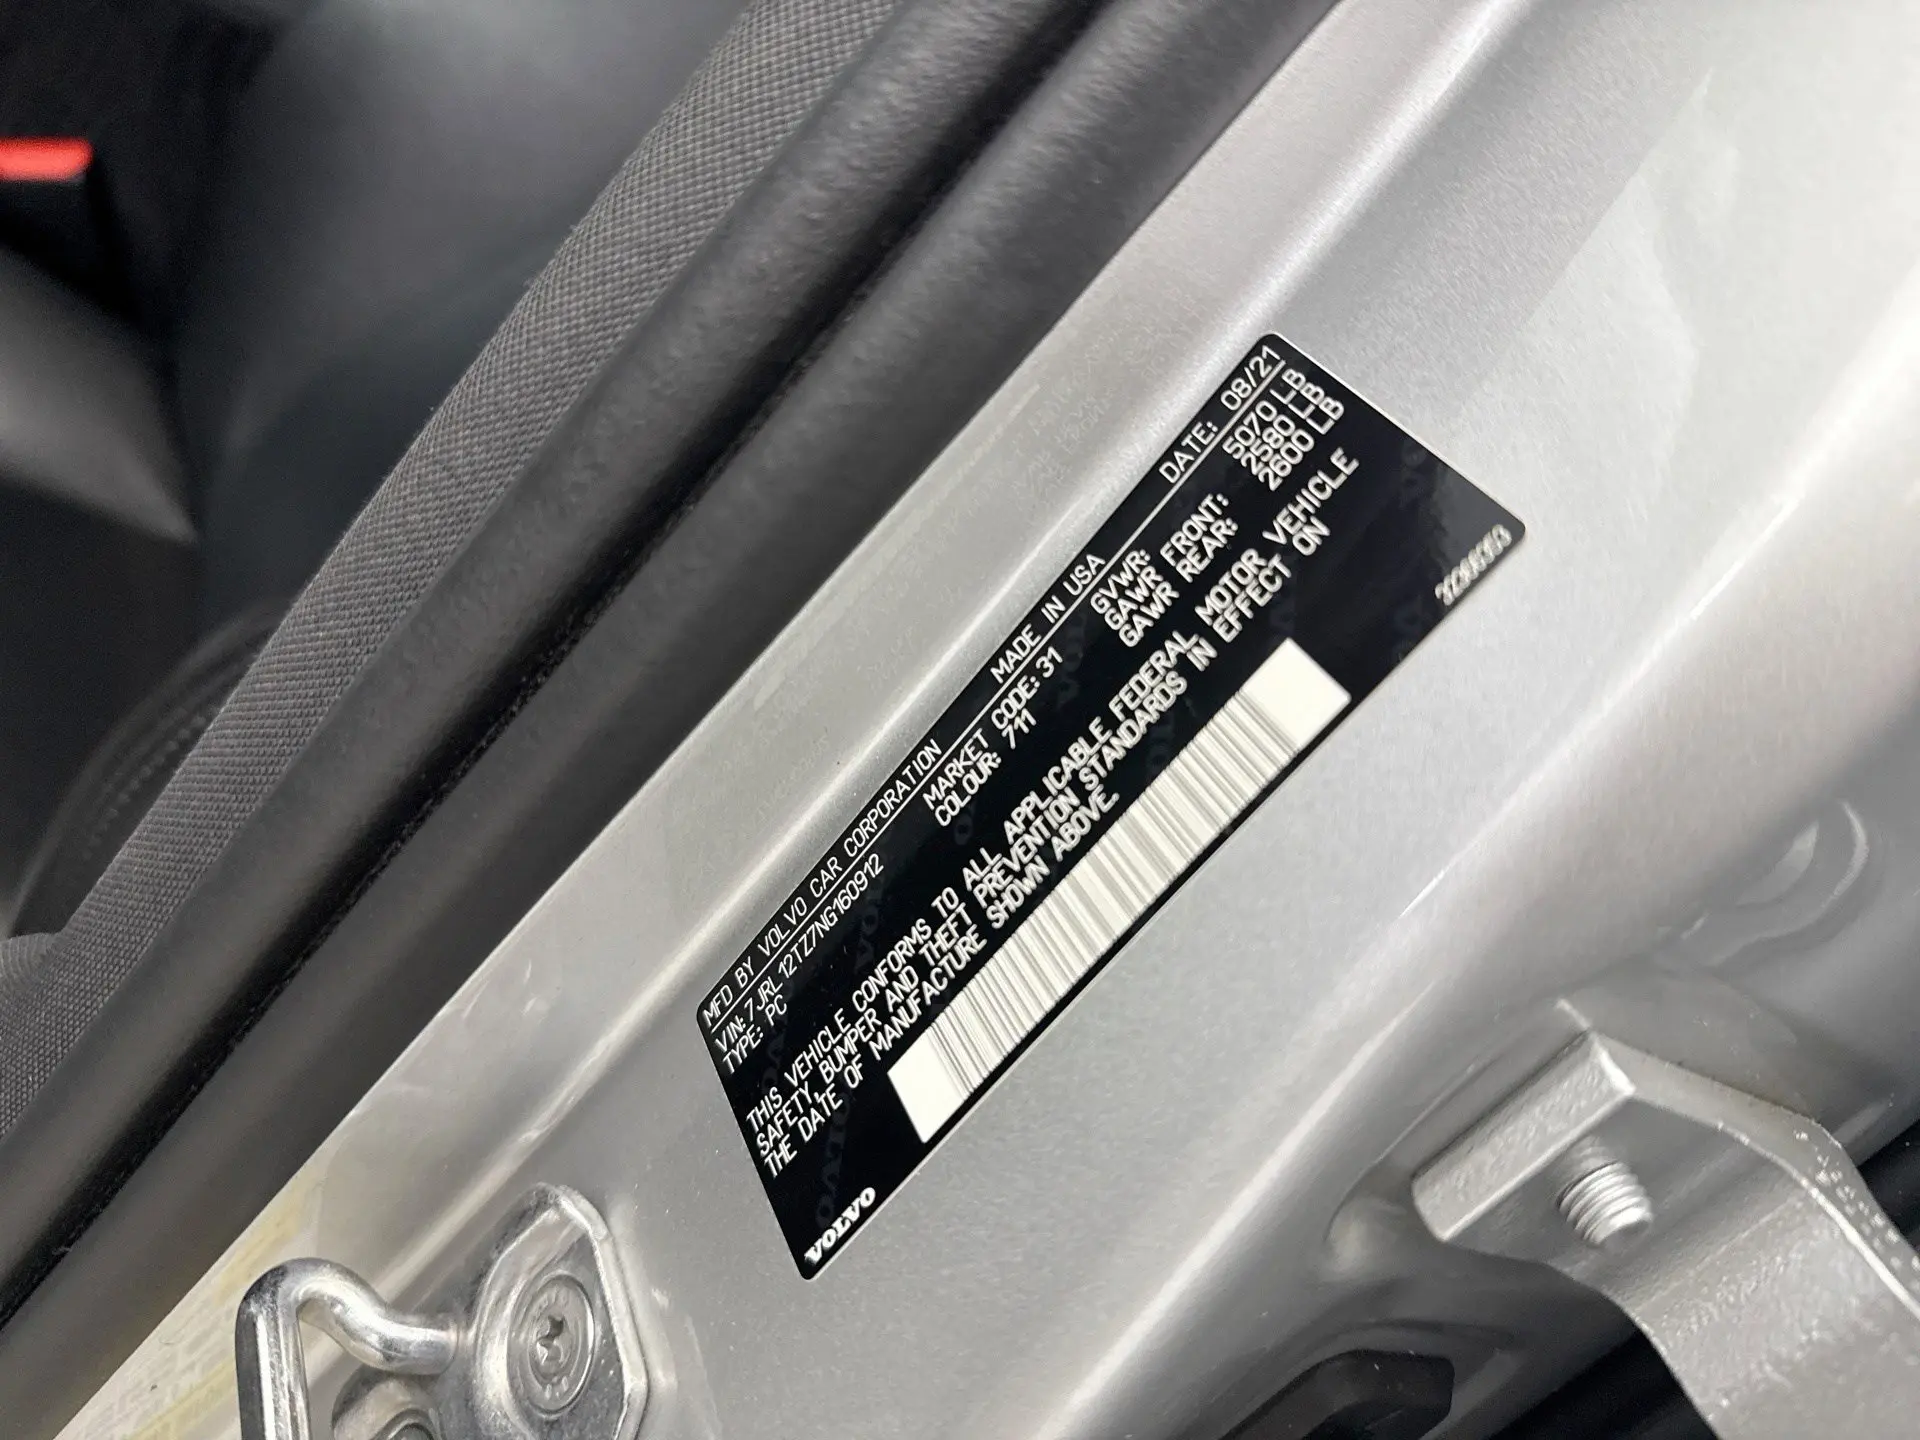 MFD BY VOLVO CAR CORPORATION MADE IN USA DATE: 08/21
VIN: 7JRL12TZ7NG160912 MARKET CODE: 31 GVWR: 5070 LB
TYPE: PC COLOUR: 711 GAWR FRONT: 2580 LB
GAWR REAR: 2600 LB
THIS VEHICLE CONFORMS TO ALL APPLICABLE FEDERAL MOTOR VEHICLE
SAFETY, BUMPER AND THEFT PREVENTION STANDARDS IN EFFECT ON
THE DATE OF MANUFACTURE SHOWN ABOVE.
VOLVO